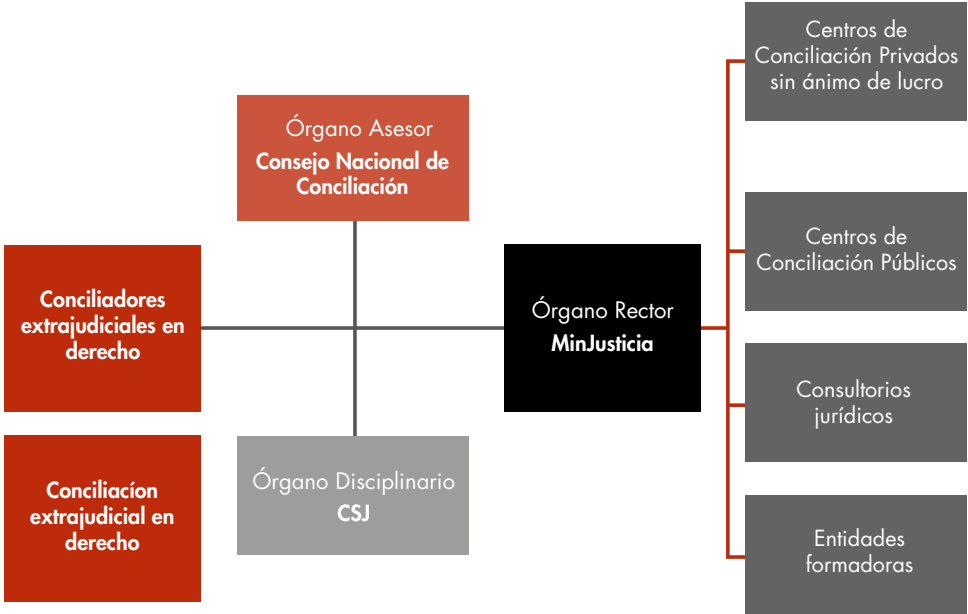 Órgano Asesor
Consejo Nacional de
Conciliación
Conciliadores
extrajudiciales en
derecho
Conciliacíon
extrajudicial en
derecho
Órgano Disciplinario
CSJ
Órgano Rector
MinJusticia
Centros de
Conciliación Privados
sin ánimo de lucro
Centros de
Conciliación Públicos
Consultorios
jurídicos
Entidades
formadoras